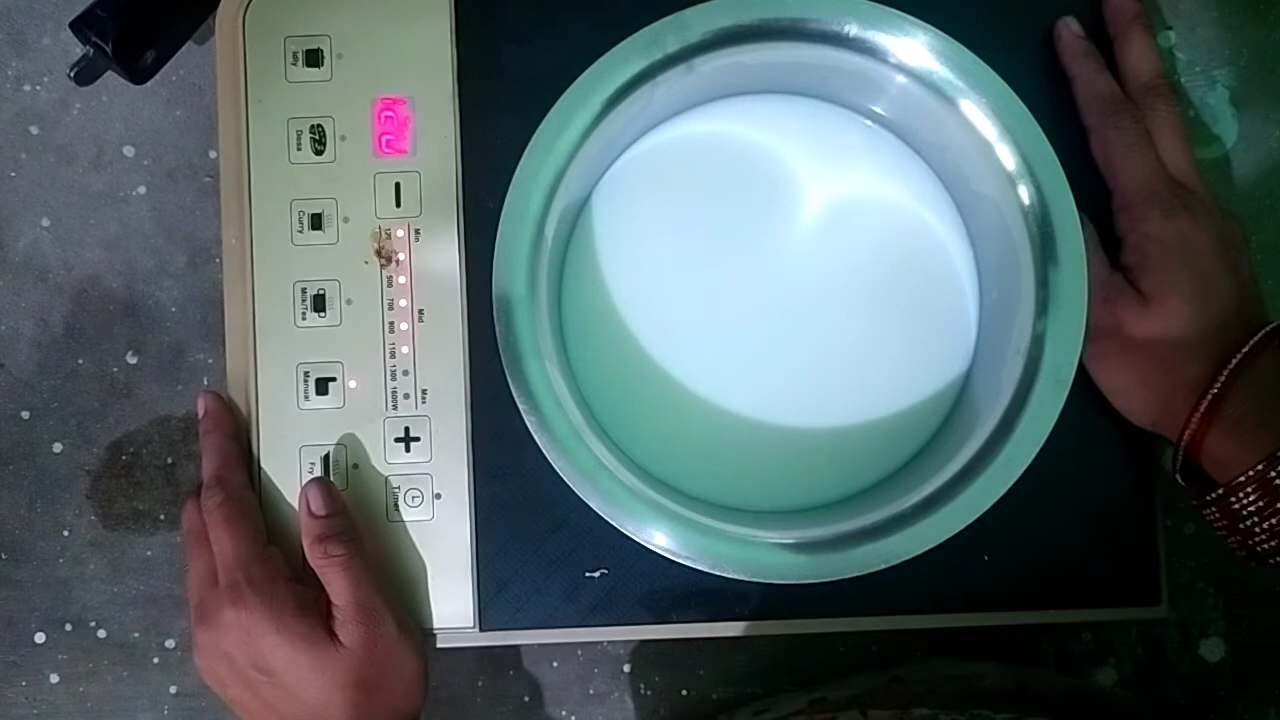 Idly
Dosa
Curry
Milk/Tea
Manual
Fry
Min
Mid
Max
500
700
900
1100
1300
1600W
Timer